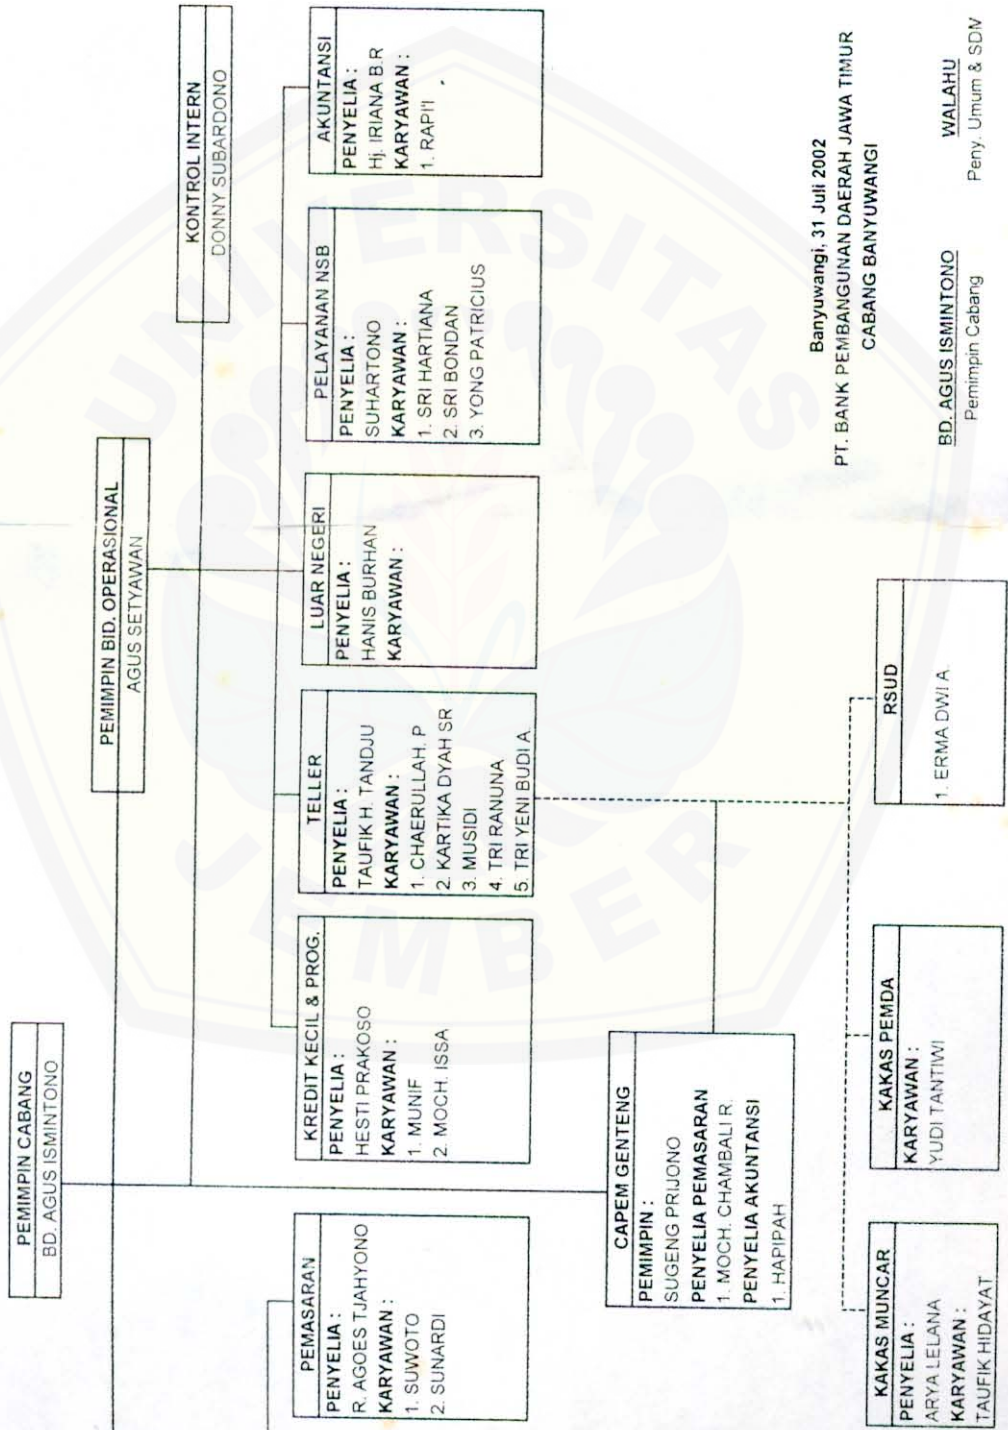 PEMIMPIN CABANG
BD. AGUS ISMINTONO
PEMIMPIN BID. OPERASIONAL
AGUS SETYAWAN
KONTROL INTERN
DONNY SUBARDONO
PEMASARAN
PENYELIA :
R. AGOES TJAHYONO
KARYAWAN :
1. SUWOTO
2. SUNARDI
KREDIT KECIL & PROG.
PENYELIA :
HESTI PRAKOSO
KARYAWAN :
1. MUNIF
2. MOCH. ISSA
TELLER
PENYELIA :
TAUFIK H. TANDJU
KARYAWAN :
1. CHAERULLAH. P
2. KARTIKA DYAH SR
3. MUSIDI
4. TRI RANUNA
5. TRI YENI BUDI A.
LUAR NEGERI
PENYELIA :
HANIS BURHAN
KARYAWAN :
PELAYANAN NSB
PENYELIA :
SUHARTONO
KARYAWAN :
1. SRI HARTIANA
2. SRI BONDAN
3. YONG PATRICIUS
AKUNTANSI
PENYELIA :
Hj. IRIANA B.R
KARYAWAN :
1. RAPI'I
CAPEM GENTENG
PEMIMPIN :
SUGENG PRIJONO
PENYELIA PEMASARAN
1. MOCH. CHAMBALI R.
PENYELIA AKUNTANSI
1. HAPIPAH
KAKAS MUNCAR
PENYELIA :
ARYA LELANA
KARYAWAN :
TAUFIK HIDAYAT
KAKAS PEMDA
KARYAWAN :
YUDI TANTIWI
RSUD
1. ERMA DWI A.
Banyuwangi, 31 Juli 2002
PT. BANK PEMBANGUNAN DAERAH JAWA TIMUR
CABANG BANYUWANGI
BD. AGUS ISMINTONO
Pemimpin Cabang
WALAHU
Peny. Umum & SDN
UNIVERSITAS
JEMBER